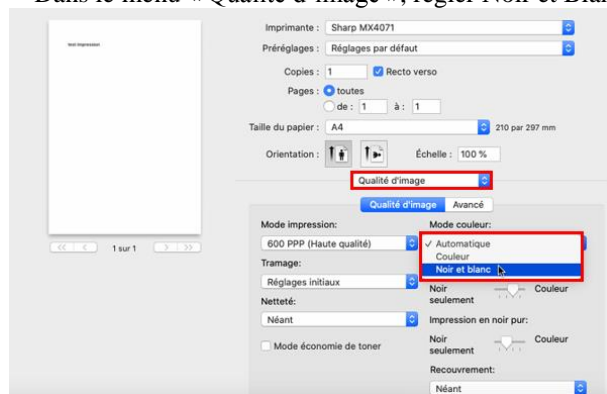 Dans le menu « Qualité d'image », régler Noir et Blan
test impression
Imprimante : Sharp MX4071
Préréglages : Réglages par défaut
Copies : 1 Recto verso
Pages : toutes
de : 1 à : 1
Taille du papier : A4 210 par 297 mm
Orientation : Échelle : 100 %
Qualité d'image
Qualité d'image Avancé
Mode impression: Mode couleur:
600 PPP (Haute qualité) ✓ Automatique
Couleur
Tramage: Noir et blanc
Réglages initiaux
Noir seulement Couleur
Netteté:
Néant Impression en noir pur:
Mode économie de toner Noir seulement Couleur
Recouvrement:
Néant
<< < 1 sur 1 > >>